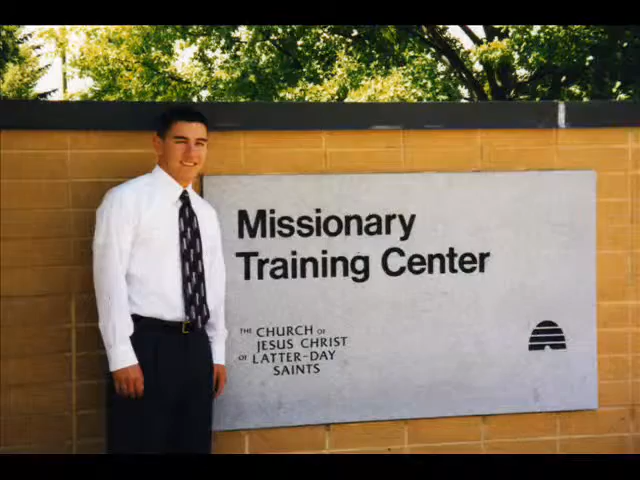 Missionary
Training Center
THE CHURCH OF
JESUS CHRIST
OF LATTER-DAY
SAINTS